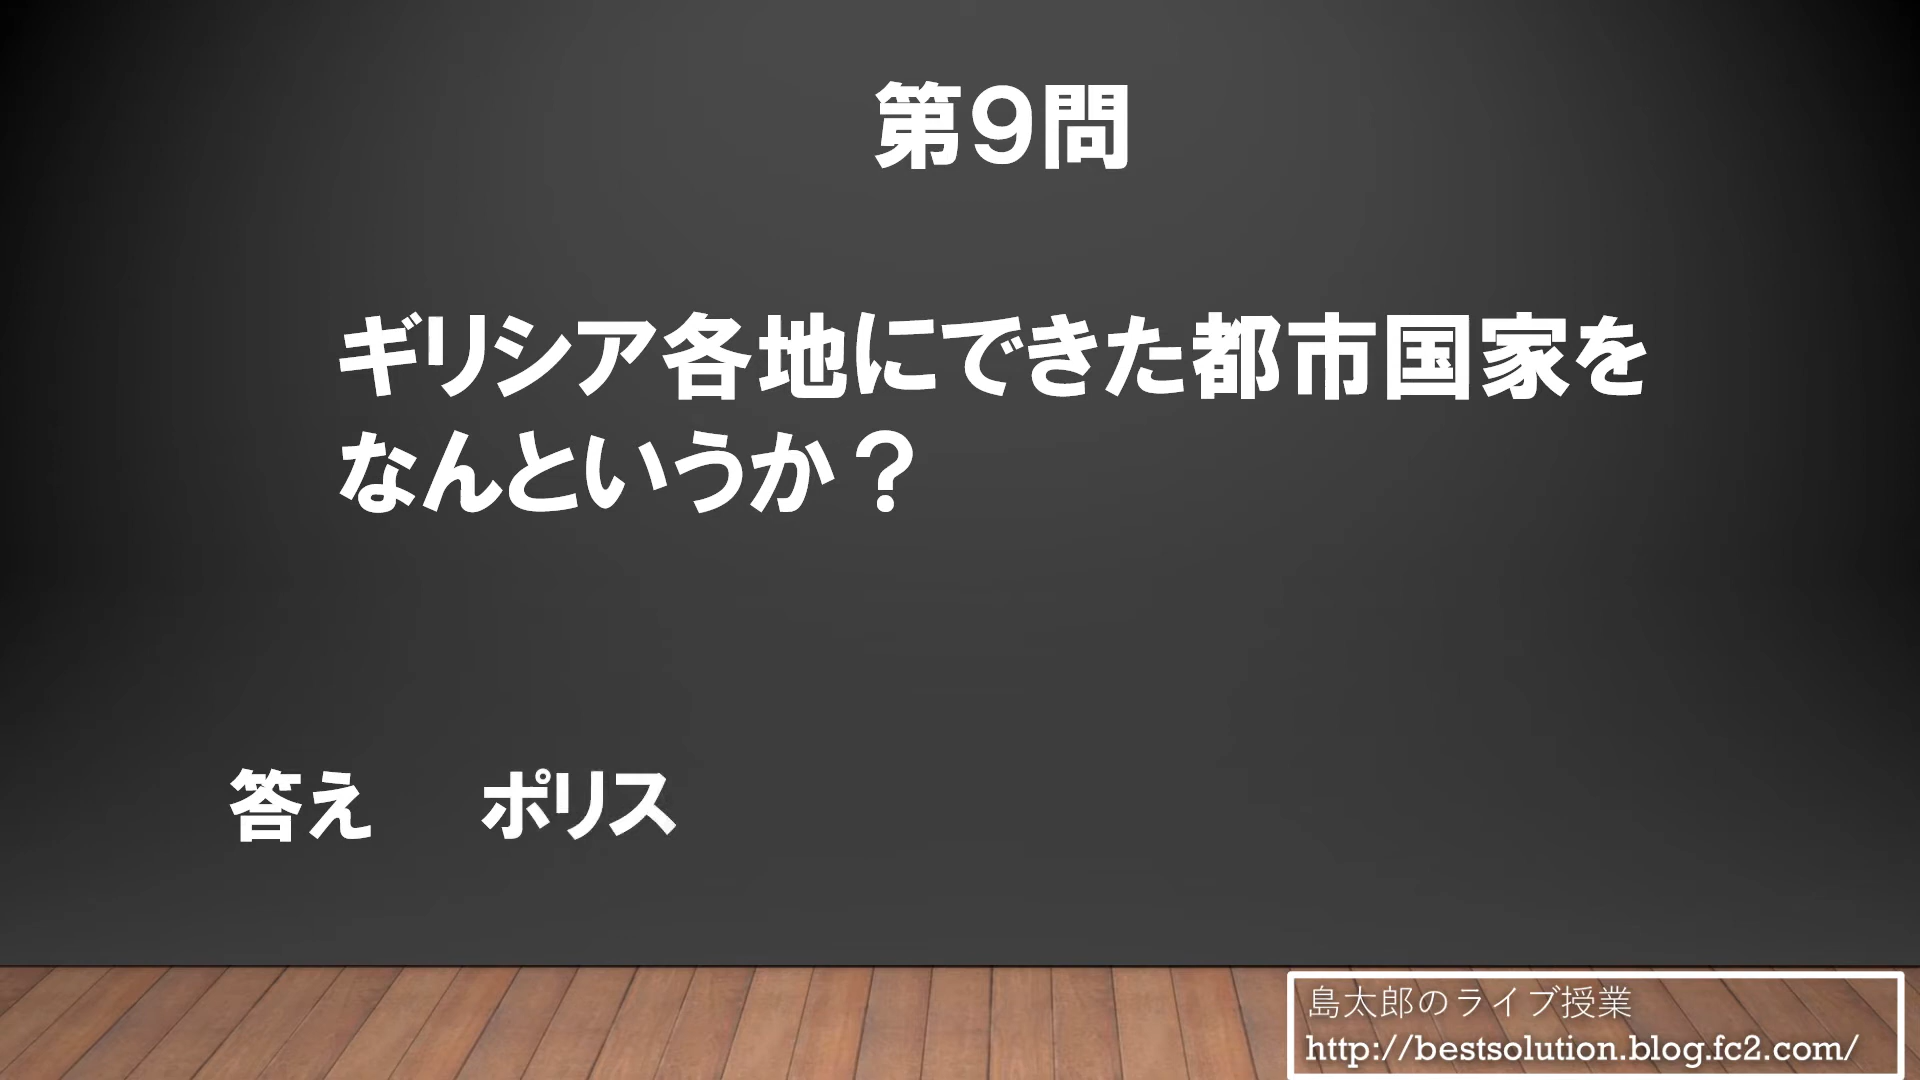 第9問
ギリシア各地にできた都市国家を
なんというか？
答え　ポリス
島太郎のライブ授業
http://bestsolution.blog.fc2.com/